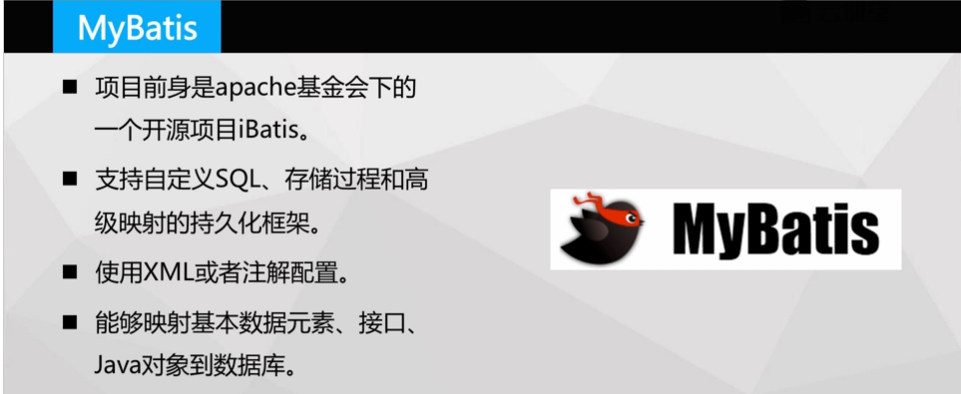 MyBatis
■ 项目前身是apache基金会下的
一个开源项目iBatis。
■ 支持自定义SQL、存储过程和高
级映射的持久化框架。
■ 使用XML或者注解配置。
■ 能够映射基本数据元素、接口、
Java对象到数据库。
MyBatis